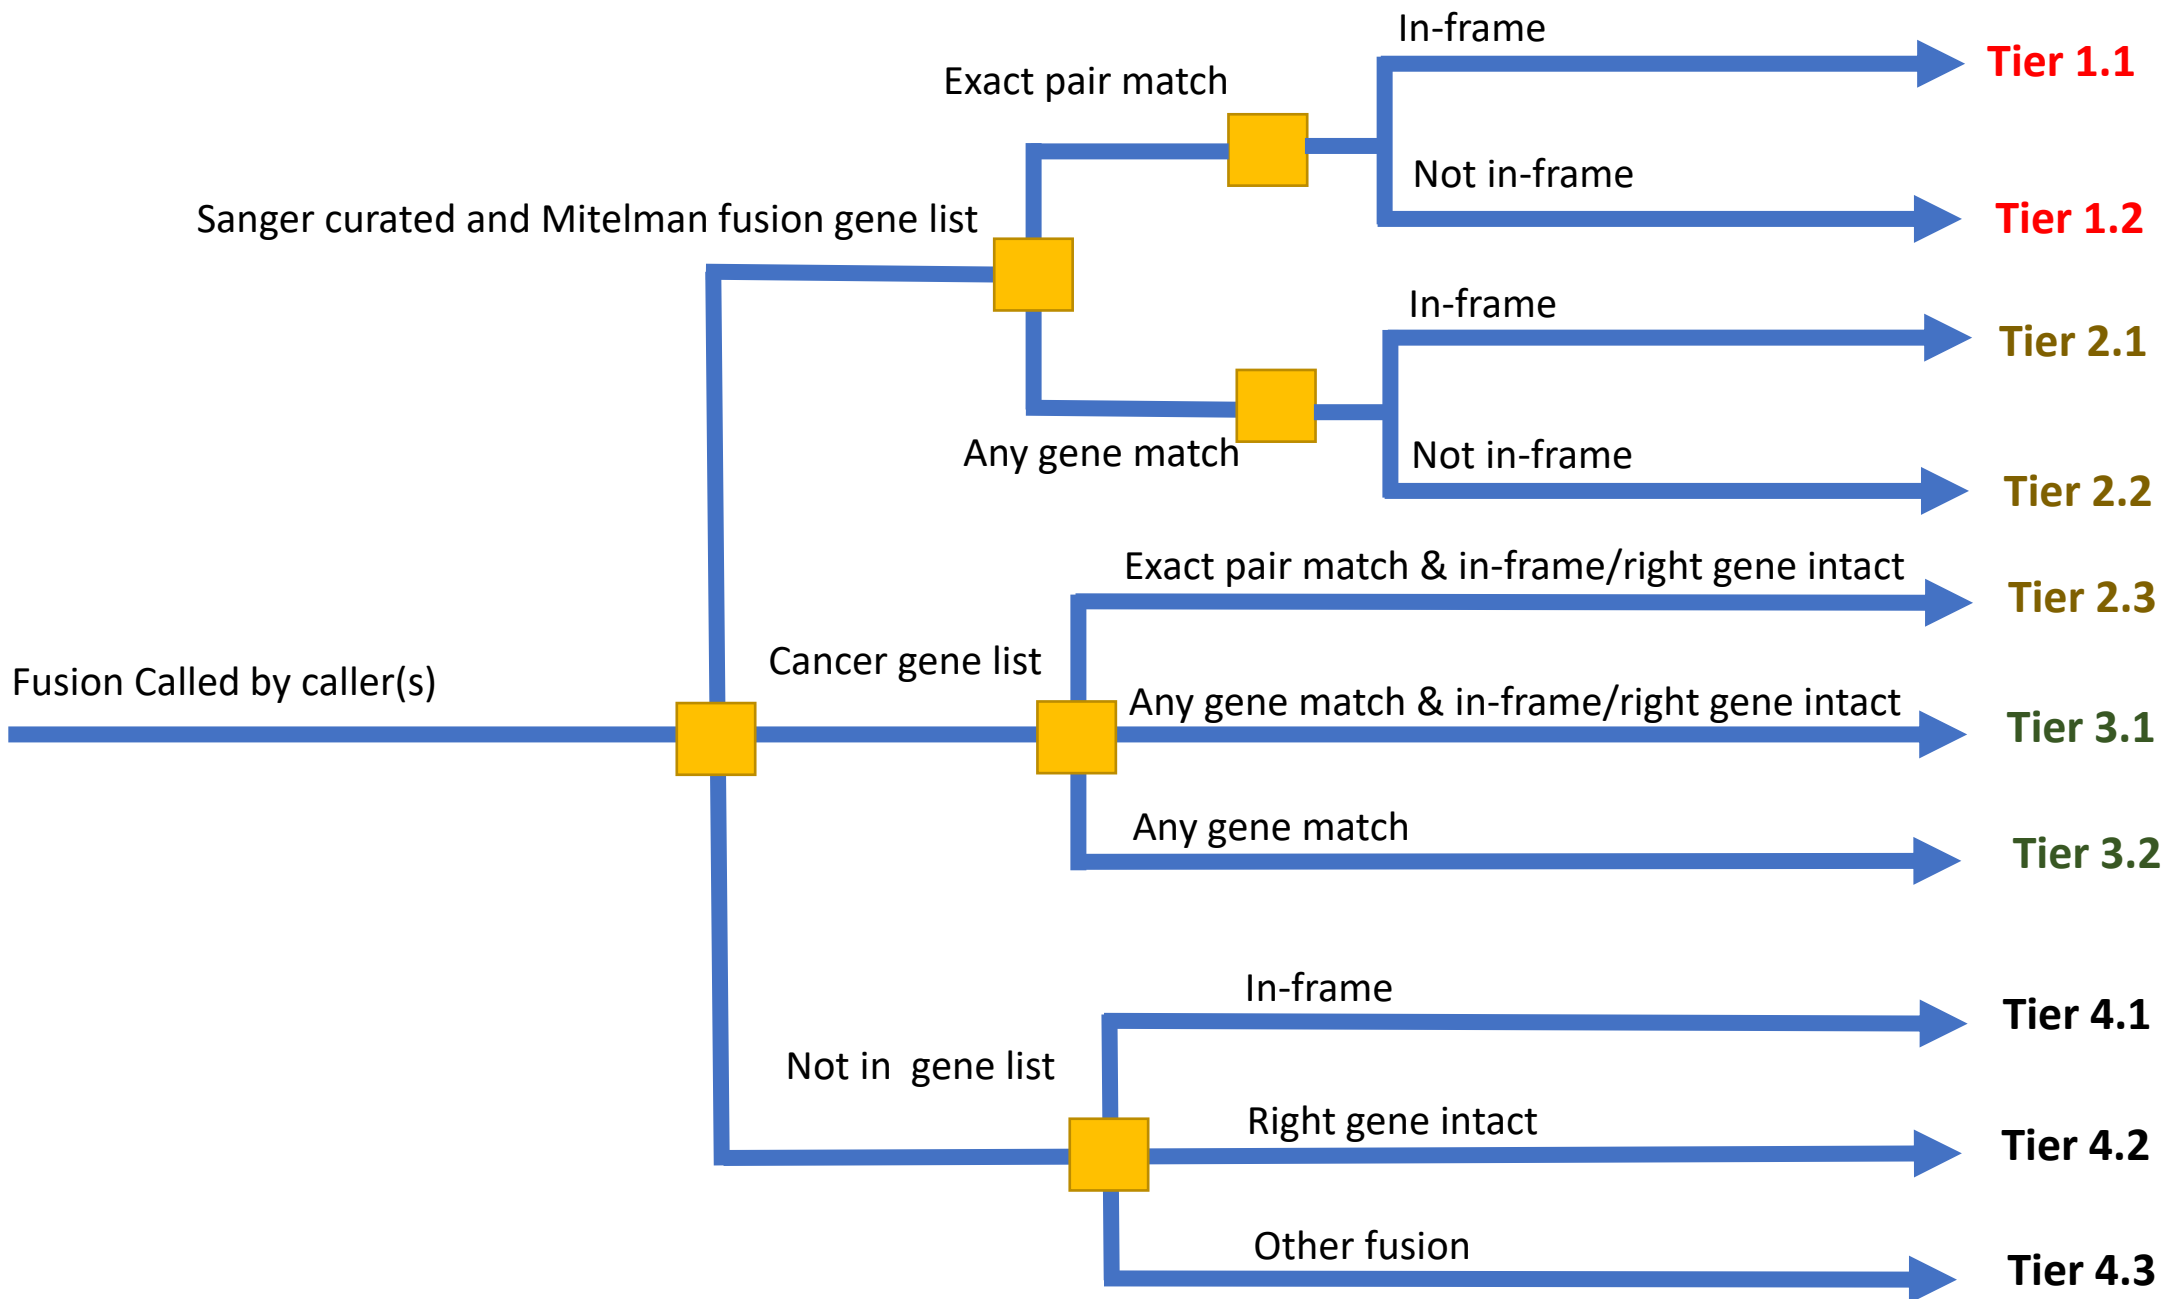 In-frame
Tier 1.1
Exact pair match
Not in-frame
Tier 1.2
Sanger curated and Mitelman fusion gene list
In-frame
Tier 2.1
Any gene match
Not in-frame
Tier 2.2
Exact pair match & in-frame/right gene intact
Tier 2.3
Cancer gene list
Fusion Called by caller(s)
Any gene match & in-frame/right gene intact
Tier 3.1
Any gene match
Tier 3.2
In-frame
Tier 4.1
Not in gene list
Right gene intact
Tier 4.2
Other fusion
Tier 4.3